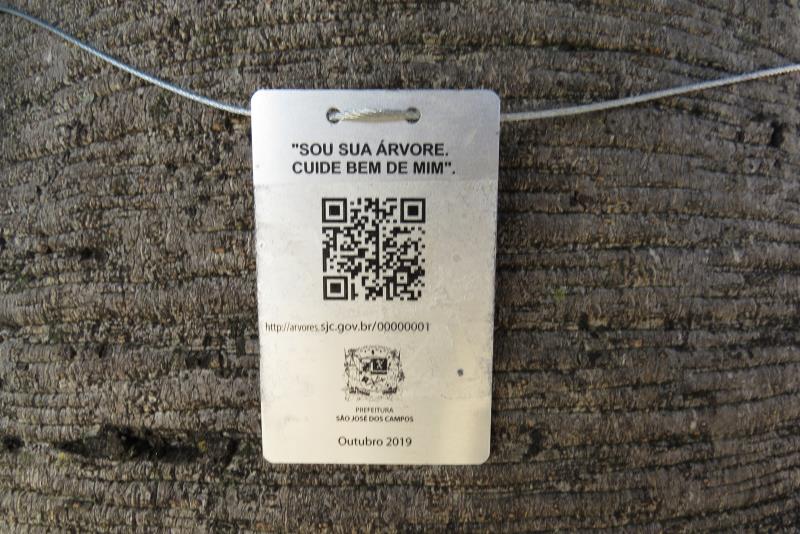 "SOU SUA ÁRVORE.
CUIDE BEM DE MIM".
http://arvores.sjc.gov.br/00000001
PREFEITURA
SÃO JOSÉ DOS CAMPOS
Outubro 2019